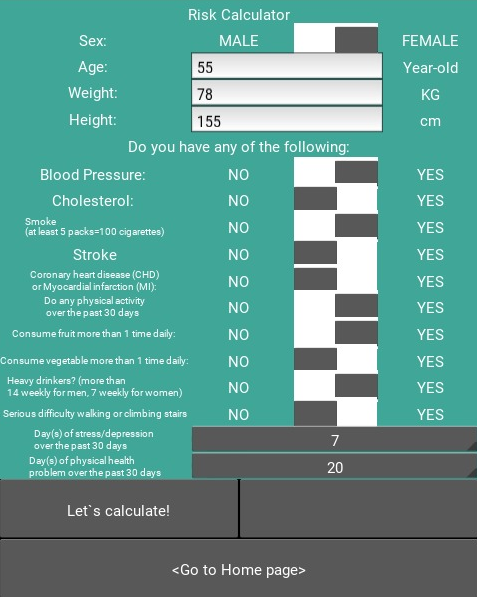 Risk Calculator
Sex: MALE FEMALE
Age: 55 Year-old
Weight: 78 KG
Height: 155 cm
Do you have any of the following:
Blood Pressure: NO YES
Cholesterol: NO YES
Smoke
(at least 5 packs=100 cigarettes) NO YES
Stroke NO YES
Coronary heart disease (CHD)
or Myocardial infarction (MI): NO YES
Do any physical activity
over the past 30 days NO YES
Consume fruit more than 1 time daily: NO YES
Consume vegetable more than 1 time daily: NO YES
Heavy drinkers? (more than
14 weekly for men, 7 weekly for women) NO YES
Serious difficulty walking or climbing stairs NO YES
Day(s) of stress/depression
over the past 30 days 7
Day(s) of physical health
problem over the past 30 days 20
Let`s calculate!
<Go to Home page>